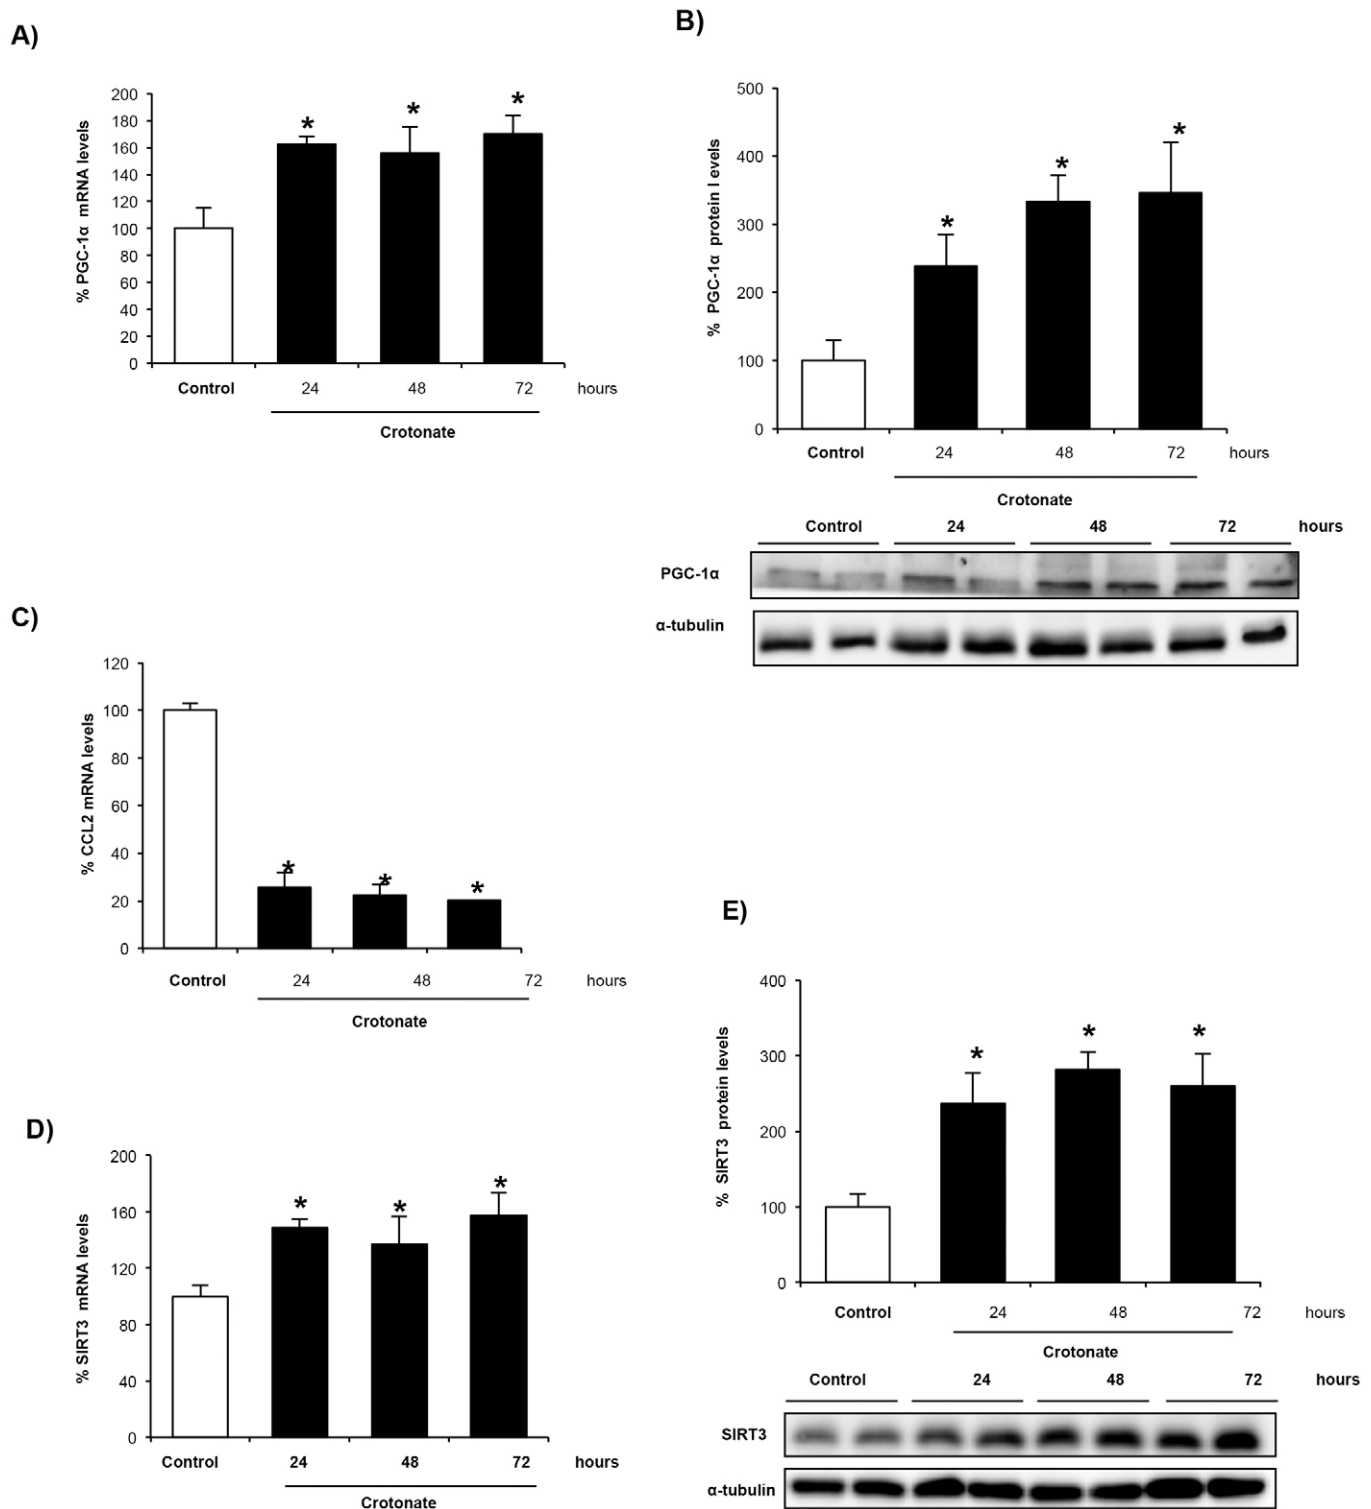 A)
% PGC-1α mRNA levels
200
180
160
140
120
100
80
60
40
20
0
* * *
Control 24 48 72 hours
Crotonate
B)
% PGC-1α protein l evels
500
400
300
200
100
0
* * *
Control 24 48 72 hours
Crotonate
Control 24 48 72 hours
PGC-1α
α-tubulin
C)
% CCL2 mRNA levels
120
100
80
60
40
20
0
* * *
Control 24 48 72 hours
Crotonate
D)
% SIRT3 mRNA levels
200
160
120
80
40
0
* * *
Control 24 48 72 hours
Crotonate
E)
% SIRT3 protein levels
400
300
200
100
0
* * *
Control 24 48 72 hours
Crotonate
Control 24 48 72 hours
SIRT3
α-tubulin